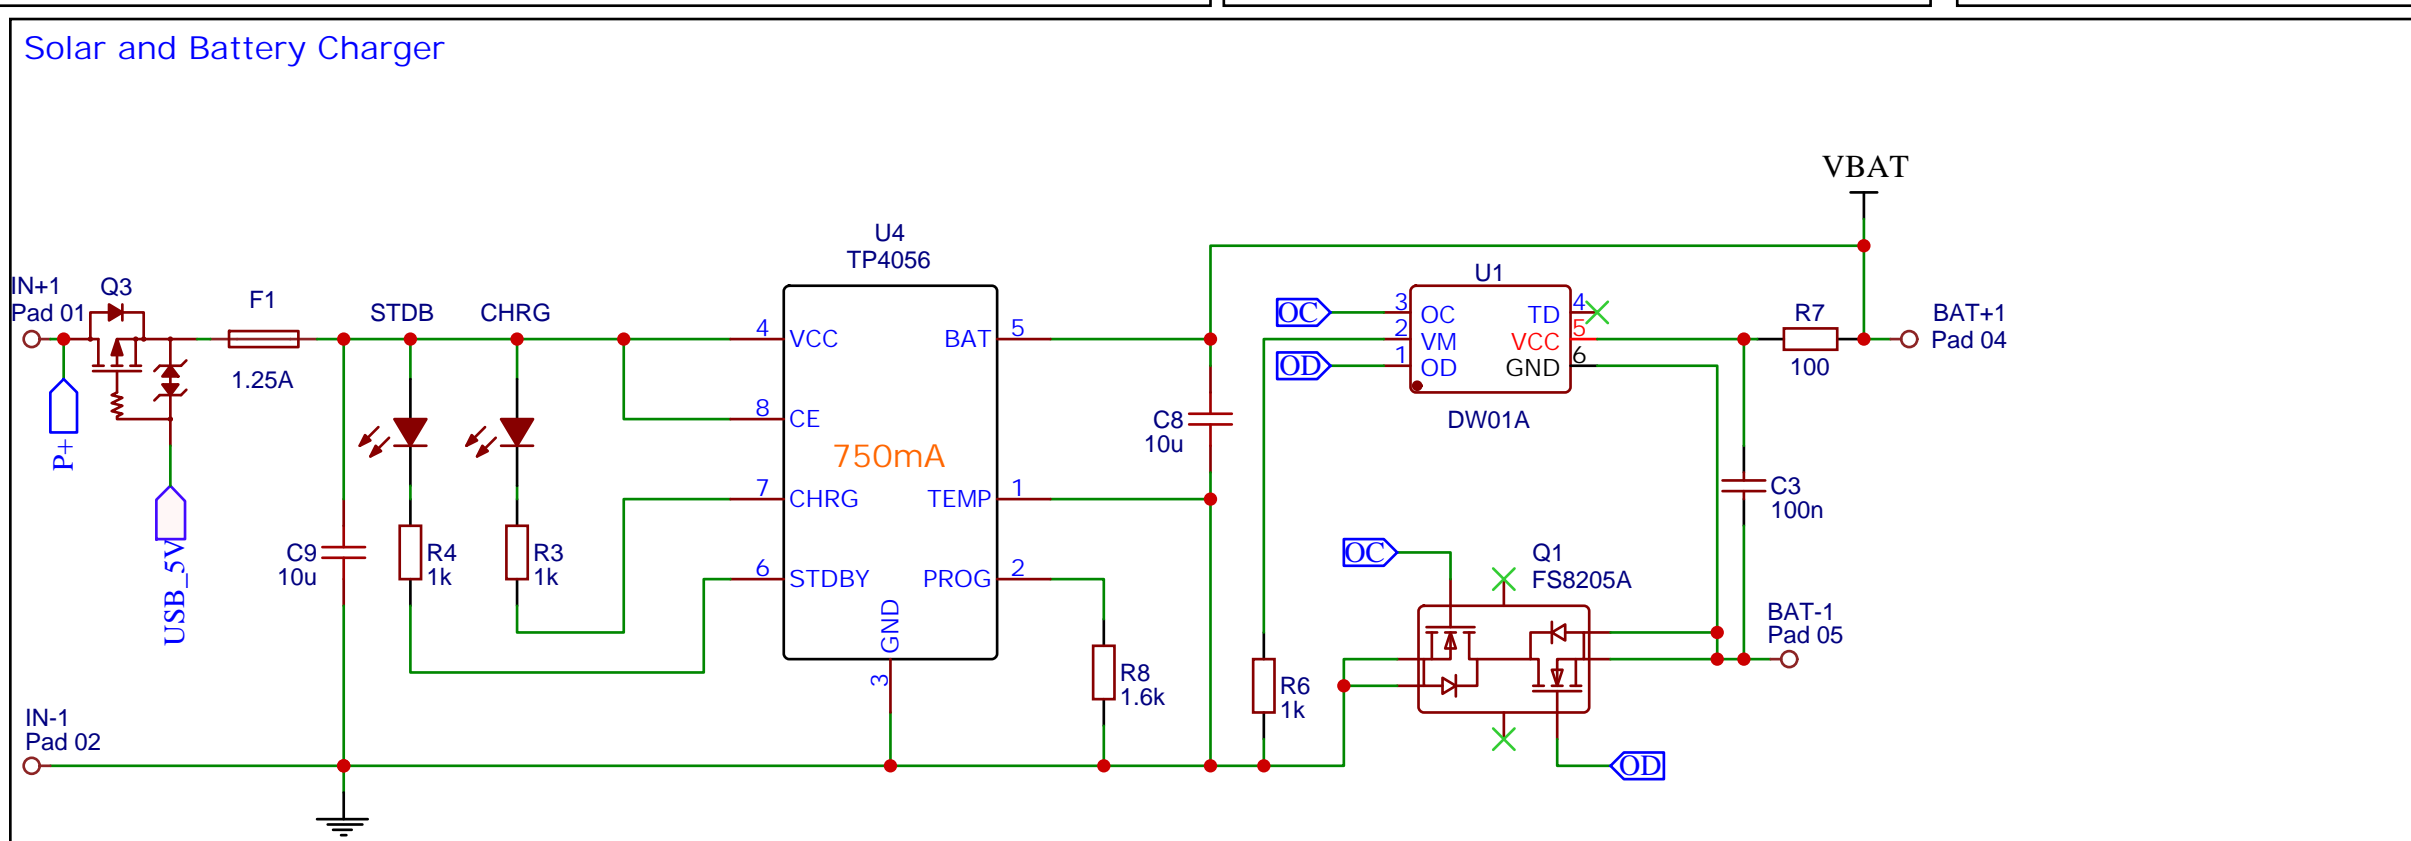 Solar and Battery Charger
VBAT
U4
TP4056
IN+1
Pad 01
Q3
F1
1.25A
STDB
CHRG
P+
USB_5V
C9
10u
R4
1k
R3
1k
4
VCC
8
CE
7
CHRG
6
STDBY
750mA
BAT
5
TEMP
1
PROG
2
GND
3
C8
10u
R8
1.6k
U1
OC
3
OC
2
VM
OD
1
OD
TD
4
VCC
5
GND
6
DW01A
R7
100
BAT+1
Pad 04
C3
100n
R6
1k
OC
Q1
FS8205A
BAT-1
Pad 05
OD
IN-1
Pad 02